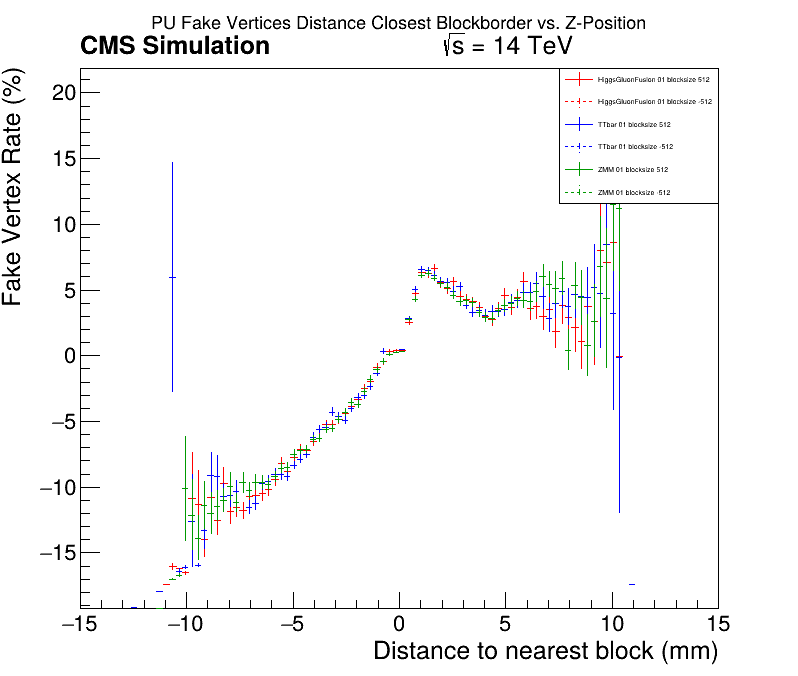 PU Fake Vertices Distance Closest Blockborder vs. Z-Position
CMS Simulation √s = 14 TeV
HiggsGluonFusion 01 blocksize 512
HiggsGluonFusion 01 blocksize -512
TTbar 01 blocksize 512
TTbar 01 blocksize -512
ZMM 01 blocksize 512
ZMM 01 blocksize -512
Fake Vertex Rate (%)
20
15
10
5
0
−5
−10
−15
−15 −10 −5 0 5 10 15
Distance to nearest block (mm)